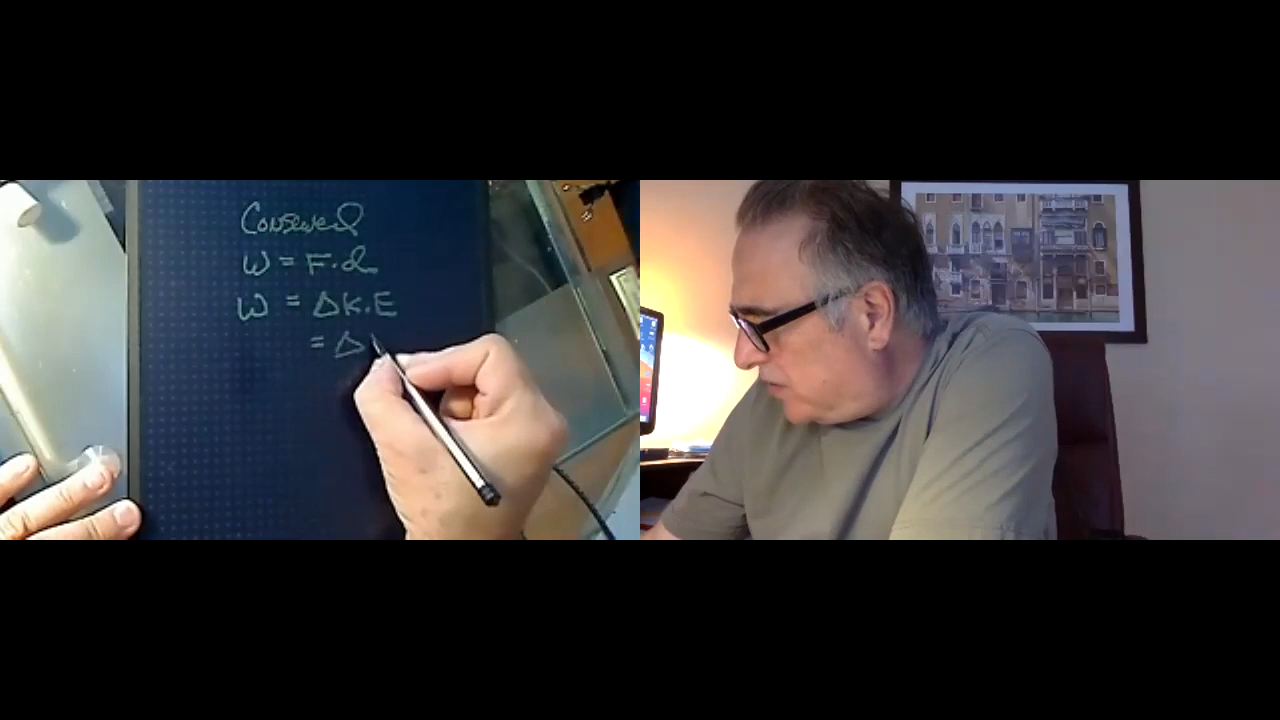 Conserved
W = F.d
W = ΔK.E
= Δ